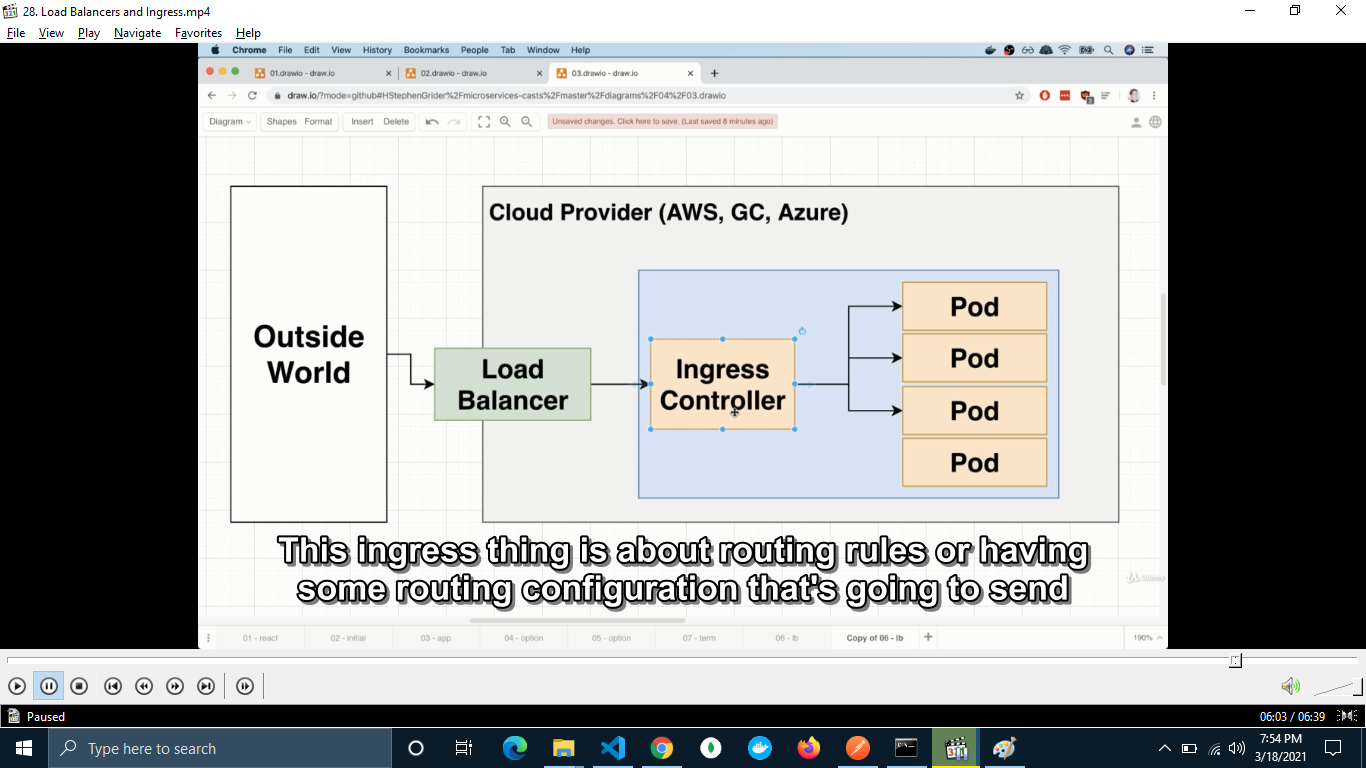 28. Load Balancers and Ingress.mp4
File View Play Navigate Favorites Help
Chrome File Edit View History Bookmarks People Tab Window Help
01.drawio - draw.io
02.drawio - draw.io
03.drawio - draw.io
draw.io/?mode=github#HStephenGrider%2Fmicroservices-casts%2Fmaster%2Fdiagrams%2F04%2F03.drawio
Diagram Shapes Format Insert Delete Unsaved changes. Click here to save. (Last saved 8 minutes ago)
Cloud Provider (AWS, GC, Azure)
Outside
World
Load
Balancer
Ingress
Controller
Pod
Pod
Pod
Pod
This ingress thing is about routing rules or having
some routing configuration that's going to send
Udemy
01 - react 02 - initial 03 - app 04 - option 05 - option 07 - term 06 - lb Copy of 06 - lb 190%
Paused 06:03 / 06:39
Type here to search
7:54 PM
3/18/2021